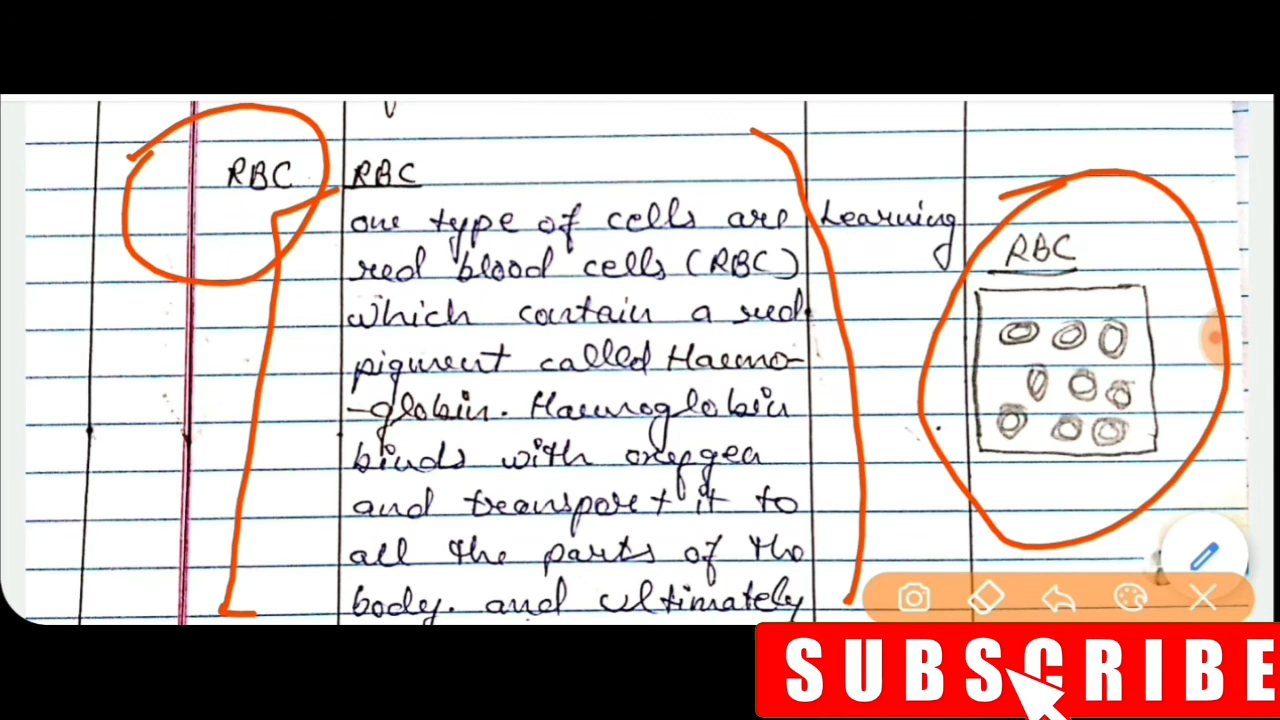 RBC
RBC
one type of cells are
red blood cells (RBC)
which contain a red
pigment called Haemo-
-globin. Haemoglobin
binds with oxygen
and transport it to
all the parts of the
body. and ultimately
Learning
RBC
SUBSCRIBE